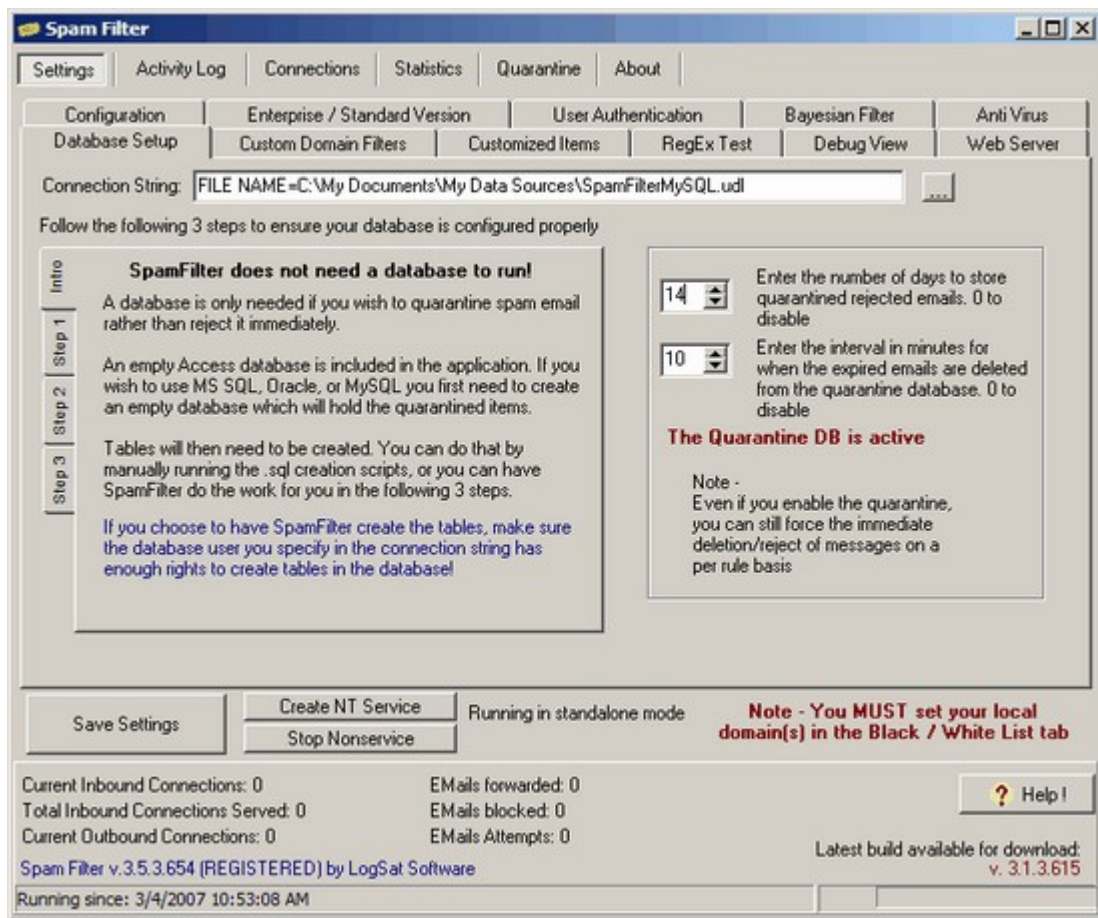 Spam Filter
Settings Activity Log Connections Statistics Quarantine About
Configuration Enterprise / Standard Version User Authentication Bayesian Filter Anti Virus
Database Setup Custom Domain Filters Customized Items RegEx Test Debug View Web Server
Connection String: FILE NAME=C:\My Documents\My Data Sources\SpamFilterMySQL.udl ...
Follow the following 3 steps to ensure your database is configured properly
Intro
Step 1
Step 2
Step 3
SpamFilter does not need a database to run!
A database is only needed if you wish to quarantine spam email
rather than reject it immediately.
An empty Access database is included in the application. If you
wish to use MS SQL, Oracle, or MySQL you first need to create
an empty database which will hold the quarantined items.
Tables will then need to be created. You can do that by
manually running the .sql creation scripts, or you can have
SpamFilter do the work for you in the following 3 steps.
If you choose to have SpamFilter create the tables, make sure
the database user you specify in the connection string has
enough rights to create tables in the database!
14
Enter the number of days to store
quarantined rejected emails. 0 to
disable
10
Enter the interval in minutes for
when the expired emails are deleted
from the quarantine database. 0 to
disable
The Quarantine DB is active
Note -
Even if you enable the quarantine,
you can still force the immediate
deletion/reject of messages on a
per rule basis
Save Settings
Create NT Service
Stop Nonservice
Running in standalone mode
Note - You MUST set your local
domain(s) in the Black / White List tab
Current Inbound Connections: 0
Total Inbound Connections Served: 0
Current Outbound Connections: 0
EMails forwarded: 0
EMails blocked: 0
EMails Attempts: 0
? Help !
Spam Filter v.3.5.3.654 (REGISTERED) by LogSat Software
Latest build available for download:
v. 3.1.3.615
Running since: 3/4/2007 10:53:08 AM